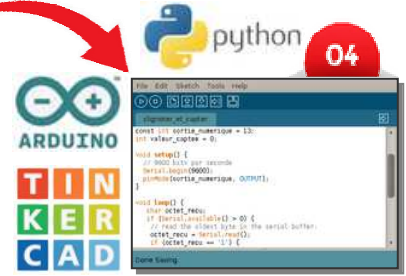 python
04
ARDUINO
TIN
KER
CAD
File Edit Sketch Tools Help
clignoter_et_capter
const int sortie_numerique = 13;
int valeur_captee = 0;
void setup() {
// 9600 bits par seconde
Serial.begin(9600);
pinMode(sortie_numerique, OUTPUT);
}
void loop() {
char octet_recu;
if (Serial.available() > 0) {
// read the oldest byte in the serial buffer:
octet_recu = Serial.read();
if (octet_recu == '1') {
Done Saving.